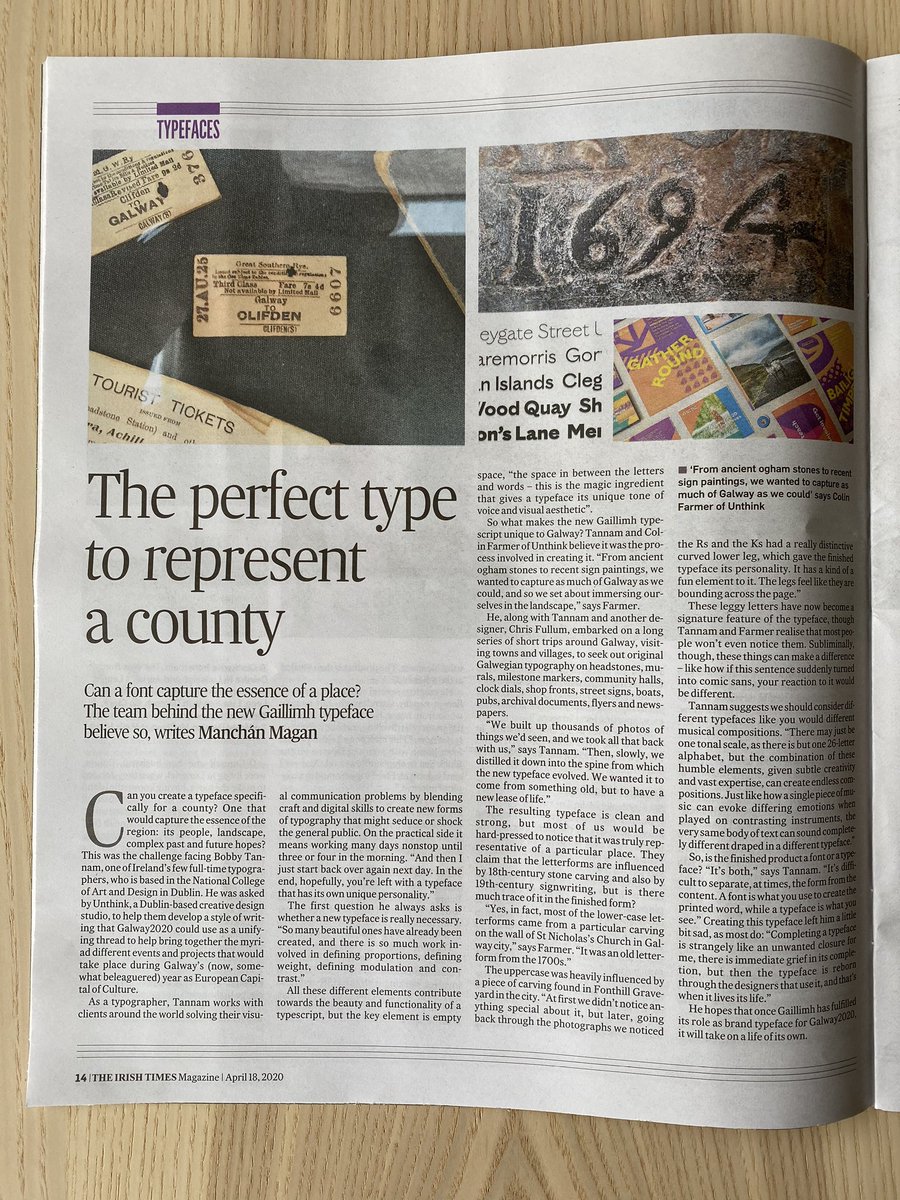 TYPEFACES
& G. W. Ry
available by Limited Mail
Class Revised Fare 9s 2d
Clifden
TO
GALWAY
GALWAY(S)
376
27.AU.25
Great Southern Rys.
Third Class Fare 7s 4d
Not available by Limited Mail
Galway
TO
OLIFDEN
CLIFDEN(S)
6607
TOURIST TICKETS
ISSUED FROM
adstone Station) and
ra, Achill
1694
eygate Street U
aremorris Gor
n Islands Cleg
Wood Quay Sh
on's Lane Mer
GATHER
ROUND
The perfect type
to represent
a county
Can a font capture the essence of a place?
The team behind the new Gaillimh typeface
believe so, writes Manchán Magan
Can you create a typeface specifi-
cally for a county? One that
would capture the essence of the
region: its people, landscape,
complex past and future hopes?
This was the challenge facing Bobby Tan-
nam, one of Ireland's few full-time typogra-
phers, who is based in the National College
of Art and Design in Dublin. He was asked
by Unthink, a Dublin-based creative design
studio, to help them develop a style of writ-
ing that Galway2020 could use as a unify-
ing thread to help bring together the myri-
ad different events and projects that would
take place during Galway's (now, some-
what beleaguered) year as European Capi-
tal of Culture.
As a typographer, Tannam works with
clients around the world solving their visu-
al communication problems by blending
craft and digital skills to create new forms
of typography that might seduce or shock
the general public. On the practical side it
means working many days nonstop until
three or four in the morning. "And then I
just start back over again next day. In the
end, hopefully, you're left with a typeface
that has its own unique personality."
The first question he always asks is
whether a new typeface is really necessary.
"So many beautiful ones have already been
created, and there is so much work in-
volved in defining proportions, defining
weight, defining modulation and con-
trast."
All these different elements contribute
towards the beauty and functionality of a
typescript, but the key element is empty
space, "the space in between the letters
and words – this is the magic ingredient
that gives a typeface its unique tone of
voice and visual aesthetic".
So what makes the new Gaillimh type-
script unique to Galway? Tannam and Col-
in Farmer of Unthink believe it was the pro-
cess involved in creating it. "From ancient
ogham stones to recent sign paintings, we
wanted to capture as much of Galway as we
could, and so we set about immersing our-
selves in the landscape," says Farmer.
He, along with Tannam and another de-
signer, Chris Fullum, embarked on a long
series of short trips around Galway, visit-
ing towns and villages, to seek out original
Galwegian typography on headstones, mu-
rals, milestone markers, community halls,
clock dials, shop fronts, street signs, boats,
pubs, archival documents, flyers and news-
papers.
"We built up thousands of photos of
things we'd seen, and we took all that back
with us," says Tannam. "Then, slowly, we
distilled it down into the spine from which
the new typeface evolved. We wanted it to
come from something old, but to have a
new lease of life."
The resulting typeface is clean and
strong, but most of us would be
hard-pressed to notice that it was truly rep-
resentative of a particular place. They
claim that the letterforms are influenced
by 18th-century stone carving and also by
19th-century signwriting, but is there
much trace of it in the finished form?
"Yes, in fact, most of the lower-case let-
terforms came from a particular carving
on the wall of St Nicholas's Church in Gal-
way city," says Farmer. "It was an old letter-
form from the 1700s."
The uppercase was heavily influenced by
a piece of carving found in Fonthill Grave-
yard in the city. "At first we didn't notice an-
ything special about it, but later, going
back through the photographs we noticed
■ 'From ancient ogham stones to recent
sign paintings, we wanted to capture as
much of Galway as we could' says Colin
Farmer of Unthink
the Rs and the Ks had a really distinctive
curved lower leg, which gave the finished
typeface its personality. It has a kind of a
fun element to it. The legs feel like they are
bounding across the page."
These leggy letters have now become a
signature feature of the typeface, though
Tannam and Farmer realise that most peo-
ple won't even notice them. Subliminally,
though, these things can make a difference
– like how if this sentence suddenly turned
into comic sans, your reaction to it would
be different.
Tannam suggests we should consider dif-
ferent typefaces like you would different
musical compositions. "There may just be
one tonal scale, as there is but one 26-letter
alphabet, but the combination of these
humble elements, given subtle creativity
and vast expertise, can create endless com-
positions. Just like how a single piece of mu-
sic can evoke differing emotions when
played on contrasting instruments, the
very same body of text can sound complete-
ly different draped in a different typeface."
So, is the finished product a font or a type-
face? "It's both," says Tannam. "It's diffi-
cult to separate, at times, the form from the
content. A font is what you use to create the
printed word, while a typeface is what you
see." Creating this typeface left him a little
bit sad, as most do: "Completing a typeface
is strangely like an unwanted closure for
me, there is immediate grief in its comple-
tion, but then the typeface is reborn
through the designers that use it, and that's
when it lives its life."
He hopes that once Gaillimh has fulfilled
its role as brand typeface for Galway2020,
it will take on a life of its own.
14 | THE IRISH TIMES Magazine | April 18, 2020